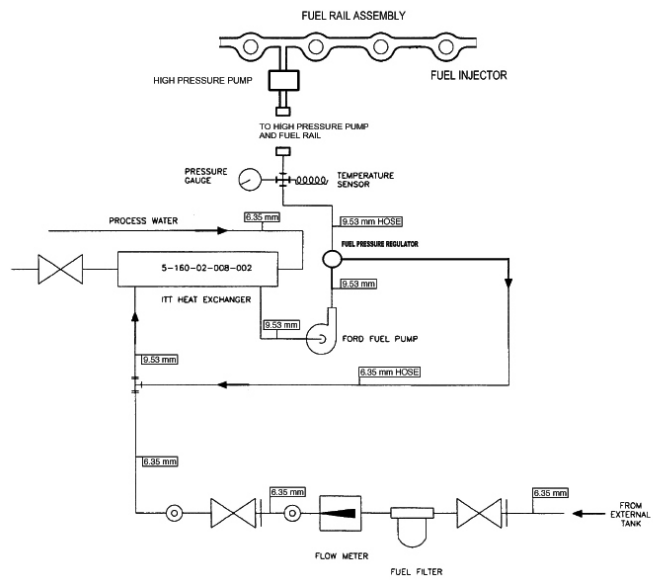 FUEL RAIL ASSEMBLY
HIGH PRESSURE PUMP
FUEL INJECTOR
TO HIGH PRESSURE PUMP
AND FUEL RAIL
PRESSURE
GAUGE
TEMPERATURE
SENSOR
PROCESS WATER
6.35 mm
9.53 mm HOSE
FUEL PRESSURE REGULATOR
5-160-02-008-002
9.53 mm
ITT HEAT EXCHANGER
9.53 mm
FORD FUEL PUMP
9.53 mm
6.35 mm HOSE
6.35 mm
6.35 mm
6.35 mm
FROM
EXTERNAL
TANK
FLOW METER
FUEL FILTER